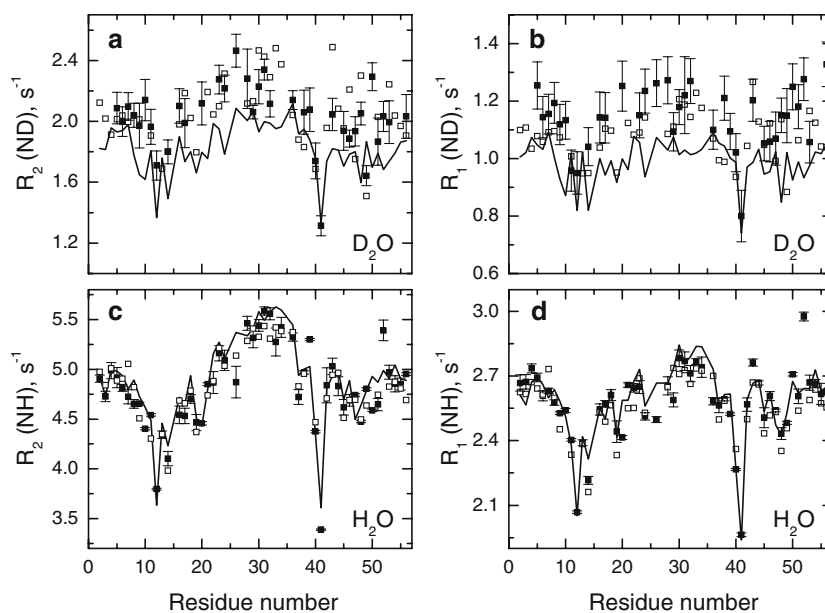 a
b
R₂ (ND), s⁻¹
2.4
2.0
1.6
1.2
D₂O
R₁ (ND), s⁻¹
1.4
1.2
1.0
0.8
0.6
D₂O
c
d
R₂ (NH), s⁻¹
5.5
5.0
4.5
4.0
3.5
H₂O
R₁ (NH), s⁻¹
3.0
2.7
2.4
2.1
H₂O
0 10 20 30 40 50
0 10 20 30 40 50
Residue number
Residue number